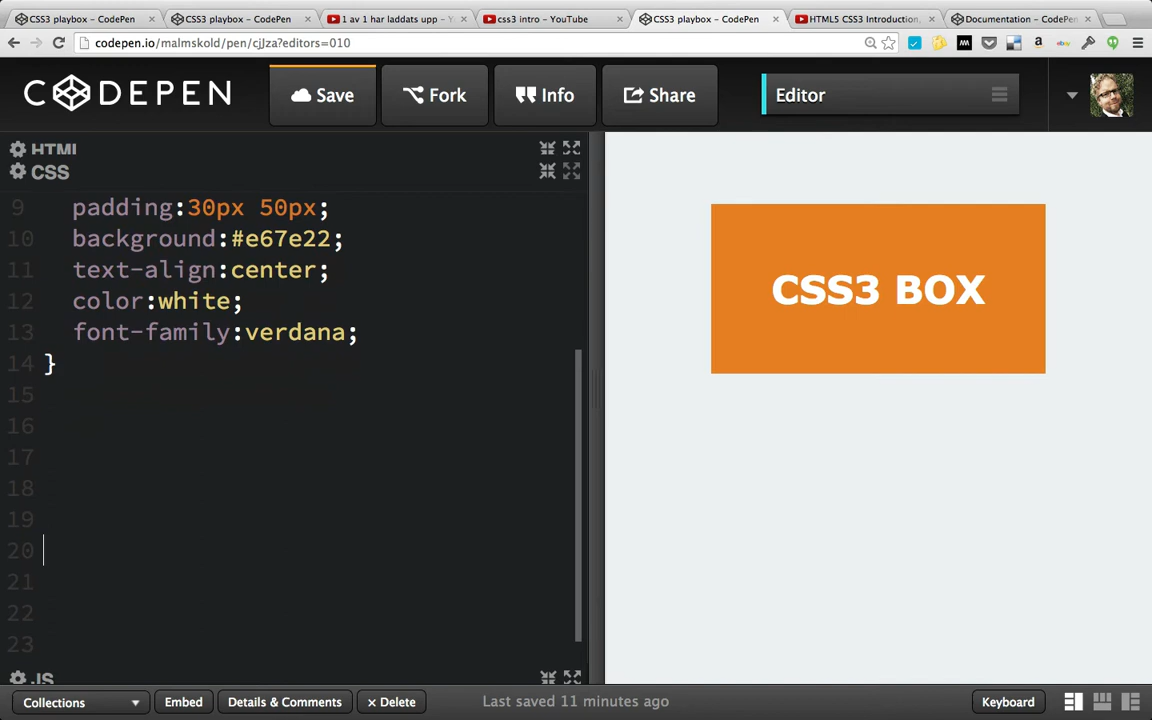 CSS3 playbox - CodePen
CSS3 playbox - CodePen
1 av 1 har laddats upp - Y
css3 intro - YouTube
CSS3 playbox - CodePen
HTML5 CSS3 Introduction,
Documentation - CodePen
codepen.io/malmskold/pen/cjJza?editors=010
CODEPEN
Save
Fork
Info
Share
Editor
HTML
CSS
9 padding:30px 50px;
10 background:#e67e22;
11 text-align:center;
12 color:white;
13 font-family:verdana;
14 }
15
16
17
18
19
20
21
22
23
CSS3 BOX
JS
Collections
Embed
Details & Comments
× Delete
Last saved 11 minutes ago
Keyboard